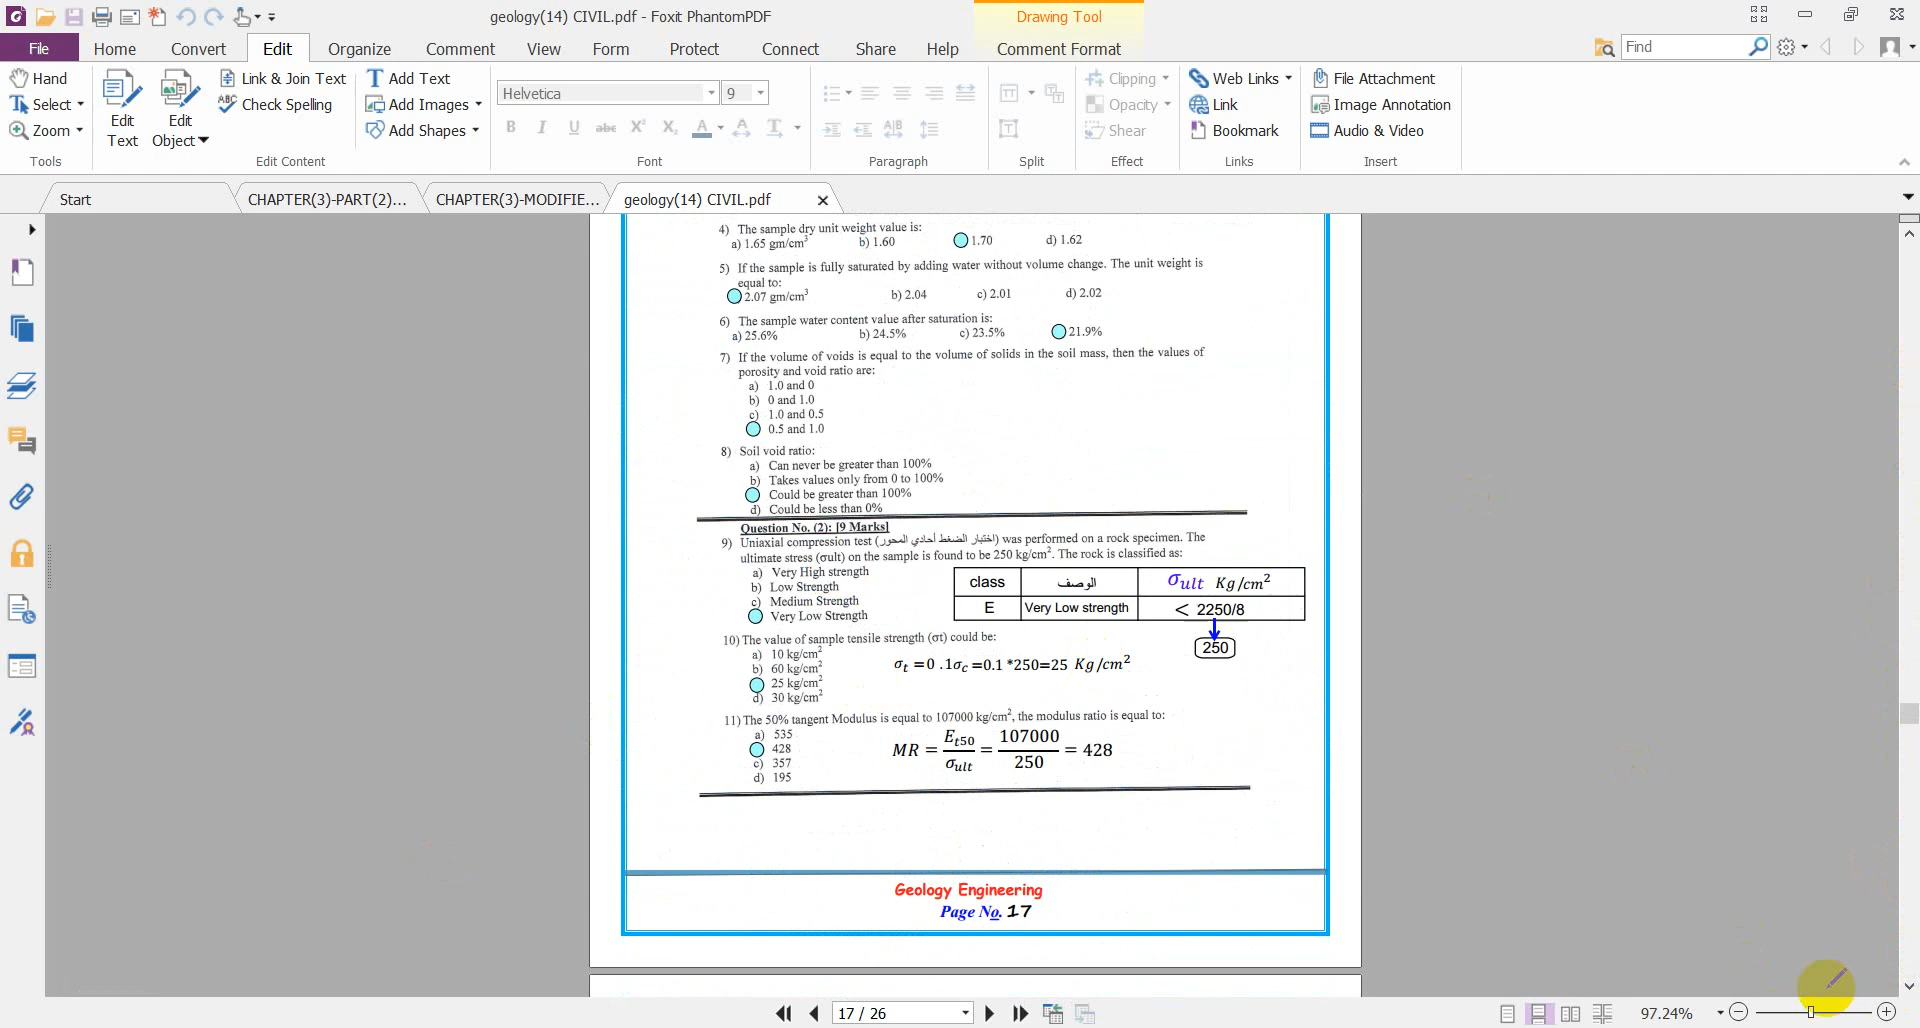 geology(14) CIVIL.pdf - Foxit PhantomPDF
Drawing Tool
File Home Convert Edit Organize Comment View Form Protect Connect Share Help Comment Format Find
Hand
Select
Zoom
Tools
Edit Text
Edit Object
Link & Join Text
Check Spelling
Edit Content
Add Text
Add Images
Add Shapes
Helvetica 9
Font
Paragraph
Split
Clipping
Opacity
Shear
Effect
Web Links
Link
Bookmark
Links
File Attachment
Image Annotation
Audio & Video
Insert
Start CHAPTER(3)-PART(2)... CHAPTER(3)-MODIFIE... geology(14) CIVIL.pdf
4) The sample dry unit weight value is:
a) 1.65 gm/cm³ b) 1.60 1.70 d) 1.62
5) If the sample is fully saturated by adding water without volume change. The unit weight is
equal to:
2.07 gm/cm³ b) 2.04 c) 2.01 d) 2.02
6) The sample water content value after saturation is:
a) 25.6% b) 24.5% c) 23.5% 21.9%
7) If the volume of voids is equal to the volume of solids in the soil mass, then the values of
porosity and void ratio are:
a) 1.0 and 0
b) 0 and 1.0
c) 1.0 and 0.5
0.5 and 1.0
8) Soil void ratio:
a) Can never be greater than 100%
b) Takes values only from 0 to 100%
Could be greater than 100%
d) Could be less than 0%
Question No. (2): [9 Marks]
9) Uniaxial compression test (اختبار الضغط أحادي المحور) was performed on a rock specimen. The
ultimate stress (σult) on the sample is found to be 250 kg/cm². The rock is classified as:
a) Very High strength
b) Low Strength
c) Medium Strength
Very Low Strength
class الوصف σult Kg/cm²
E Very Low strength < 2250/8
250
10) The value of sample tensile strength (σt) could be:
a) 10 kg/cm²
b) 60 kg/cm²
25 kg/cm²
d) 30 kg/cm²
σt =0 .1σc =0.1 *250=25 Kg/cm²
11) The 50% tangent Modulus is equal to 107000 kg/cm², the modulus ratio is equal to:
a) 535
428
c) 357
d) 195
MR = Et50/σult = 107000/250 = 428
Geology Engineering
Page No. 17
17 / 26 97.24%